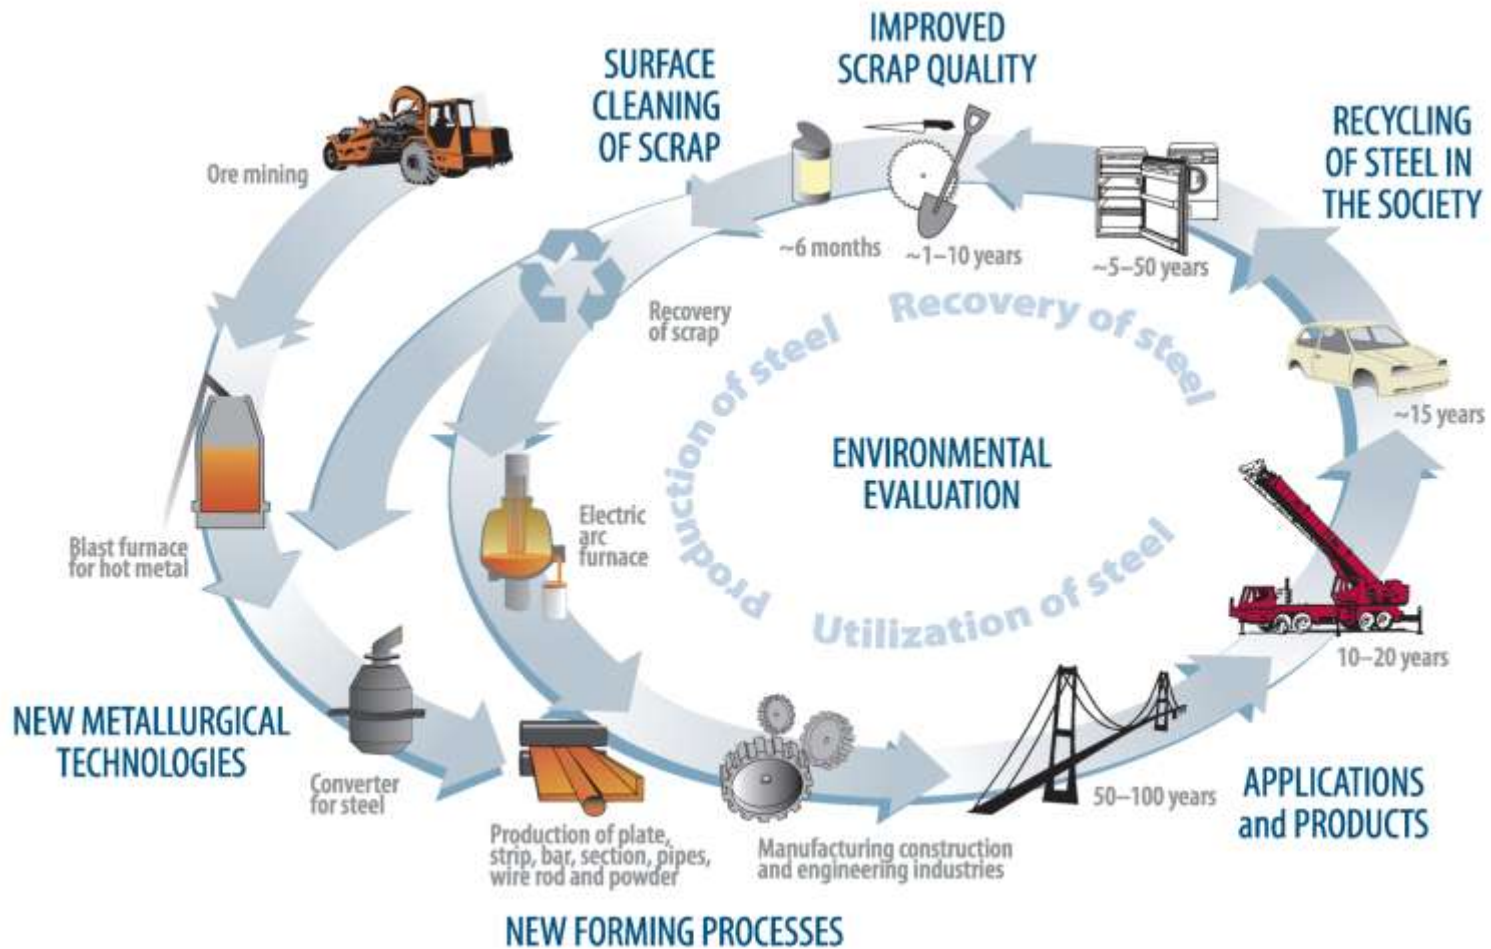 IMPROVED
SCRAP QUALITY
SURFACE
CLEANING
OF SCRAP
RECYCLING
OF STEEL IN
THE SOCIETY
Ore mining
~6 months
~1–10 years
~5–50 years
Recovery
of scrap
Recovery of steel
Production of steel
~15 years
ENVIRONMENTAL
EVALUATION
Electric
arc
furnace
Blast furnace
for hot metal
Utilization of steel
10–20 years
NEW METALLURGICAL
TECHNOLOGIES
Converter
for steel
50–100 years
APPLICATIONS
and PRODUCTS
Production of plate,
strip, bar, section, pipes,
wire rod and powder
Manufacturing construction
and engineering industries
NEW FORMING PROCESSES